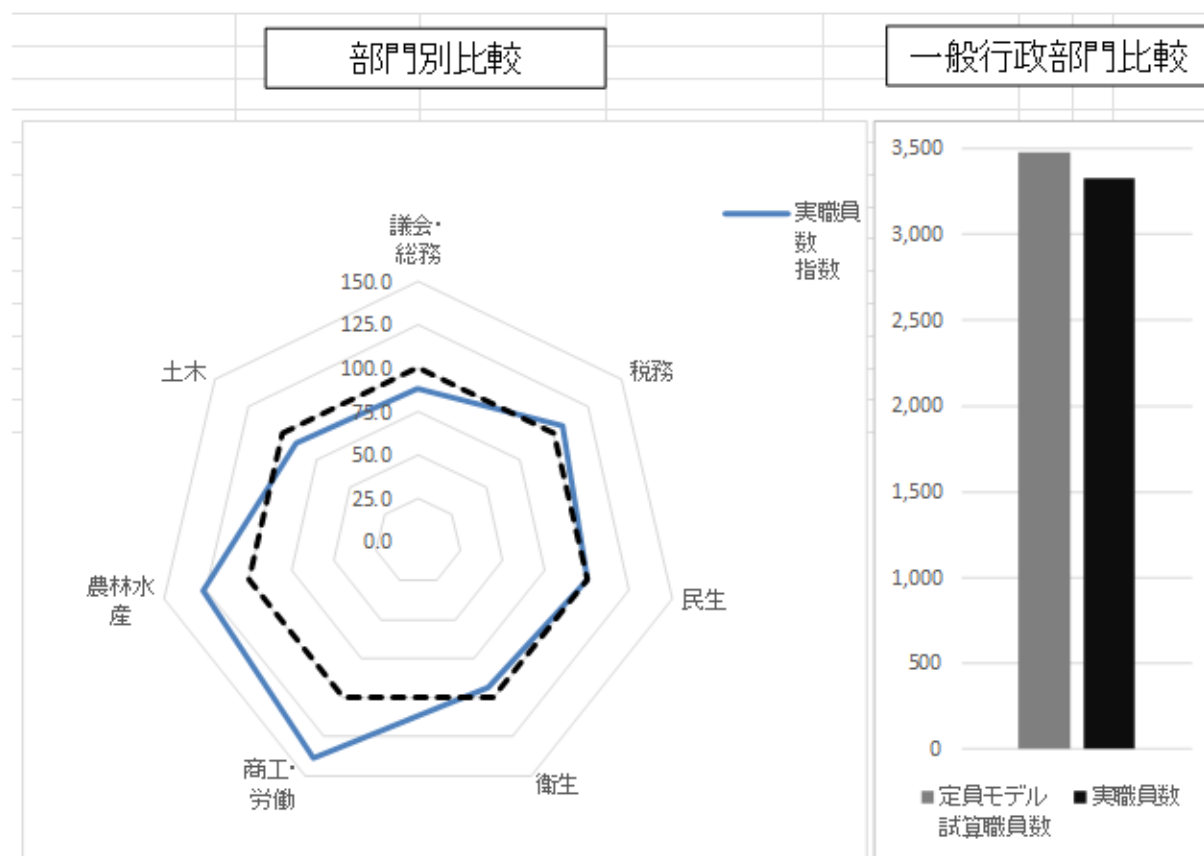 部門別比較
一般行政部門比較
実職員
数
指数
議会・
総務
税務
民生
衛生
商工・
労働
農林水
産
土木
150.0
125.0
100.0
75.0
50.0
25.0
0.0
3,500
3,000
2,500
2,000
1,500
1,000
500
0
定員モデル
試算職員数
実職員数